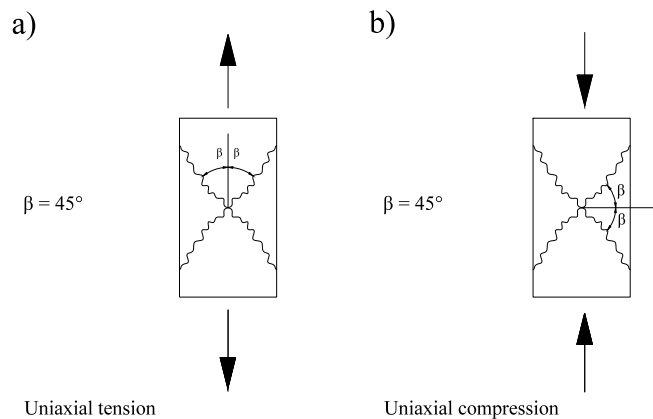 a)
β β
β = 45°
Uniaxial tension
b)
β
β
β = 45°
Uniaxial compression